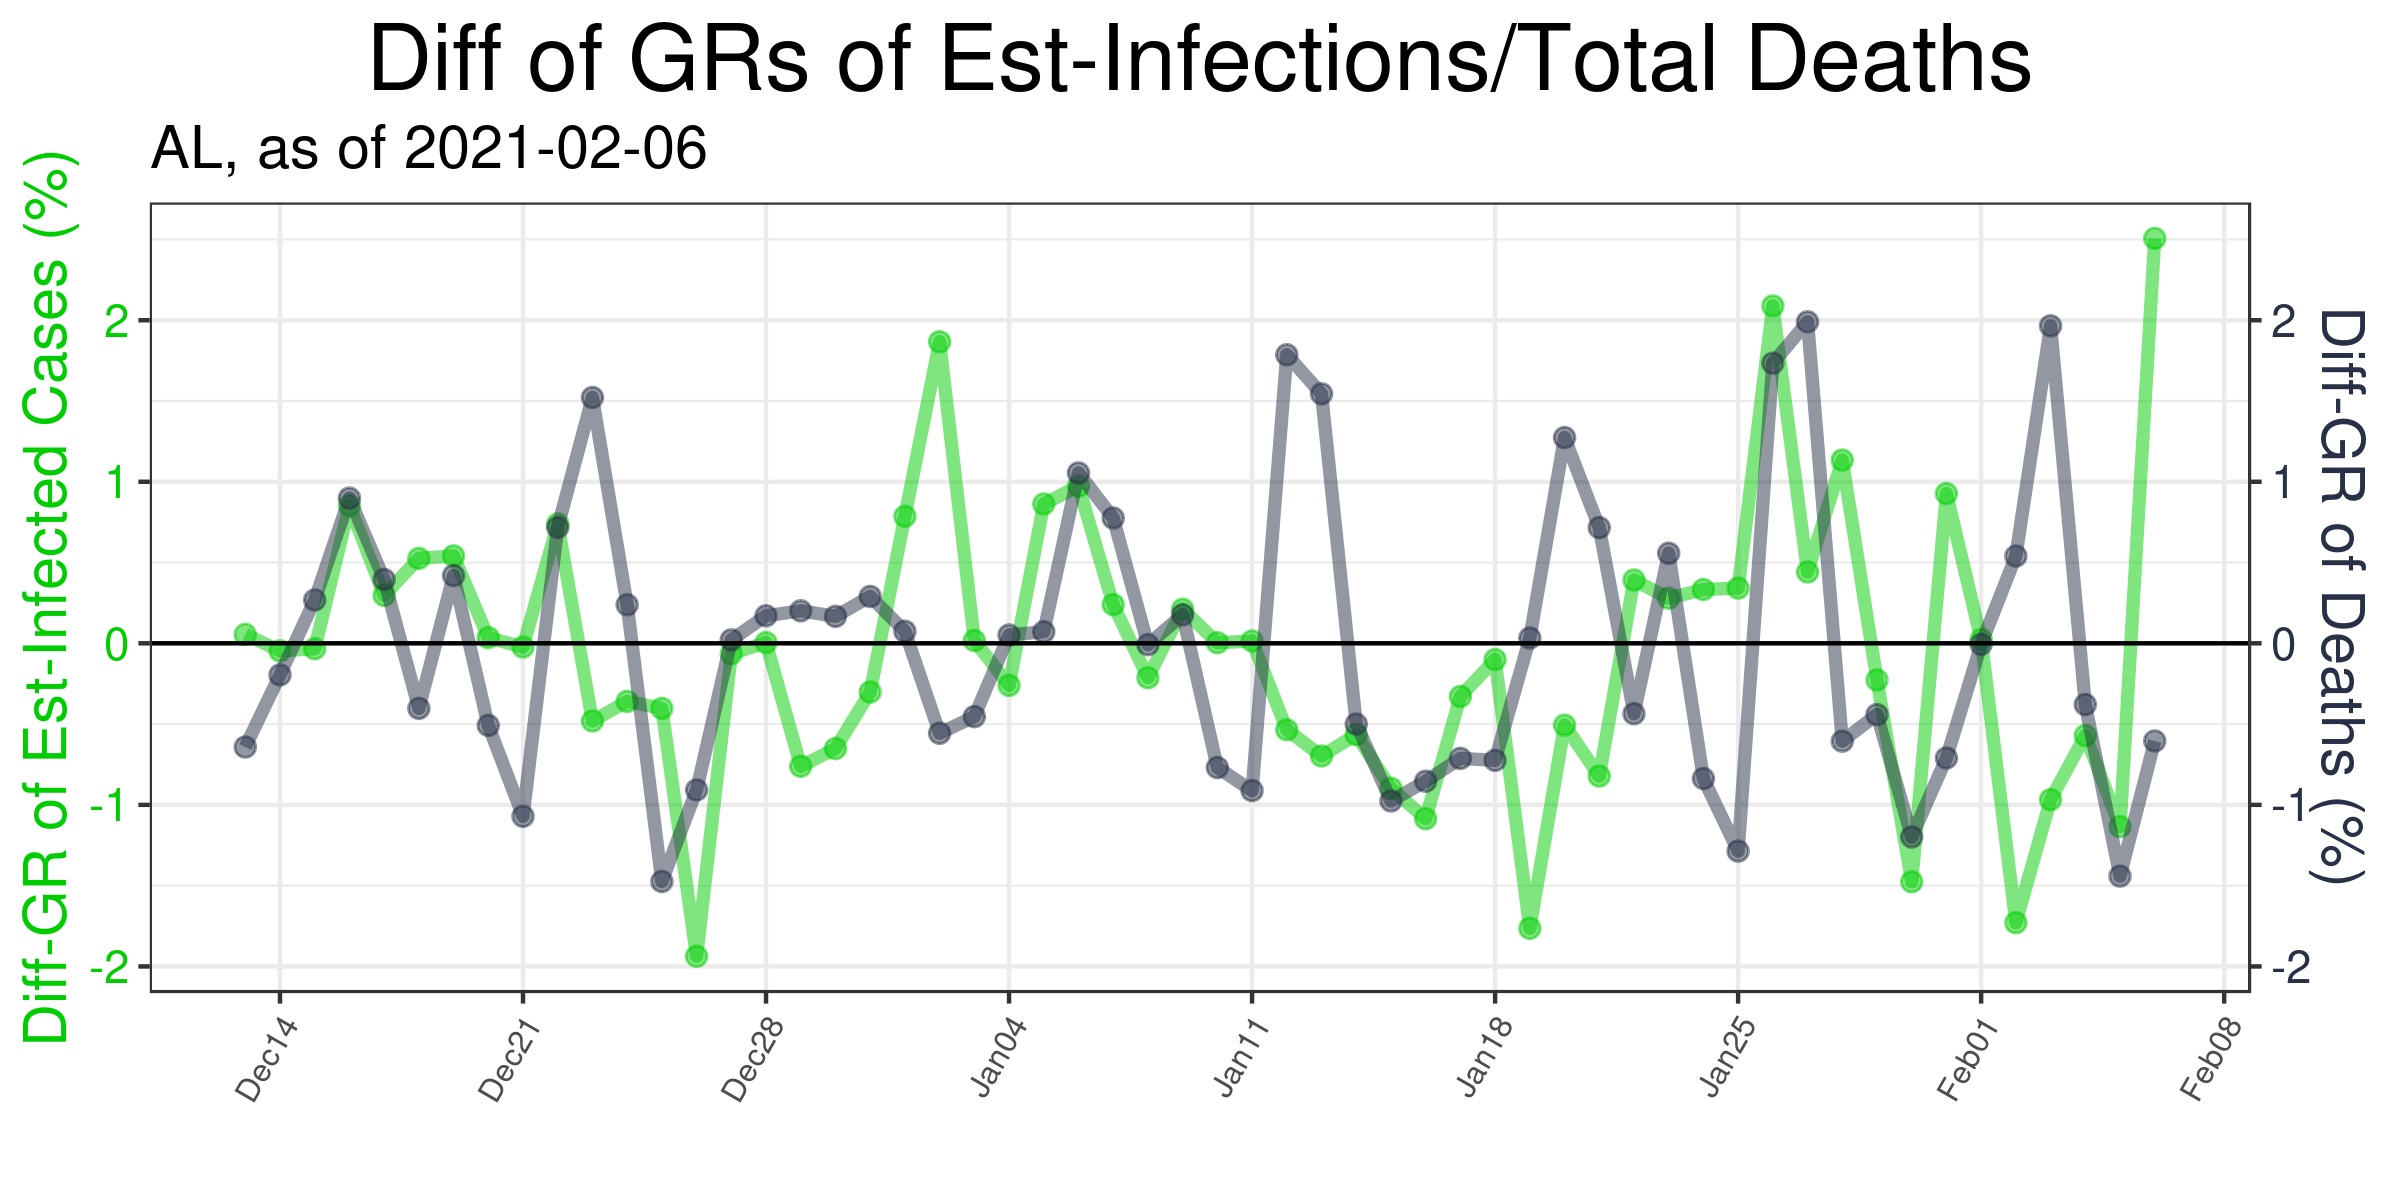 Diff of GRs of Est-Infections/Total Deaths
AL, as of 2021-02-06
Diff-GR of Est-Infected Cases (%)
2
1
0
-1
-2
2
1
0
-1
-2
Diff-GR of Deaths (%)
Dec14
Dec21
Dec28
Jan04
Jan11
Jan18
Jan25
Feb01
Feb08